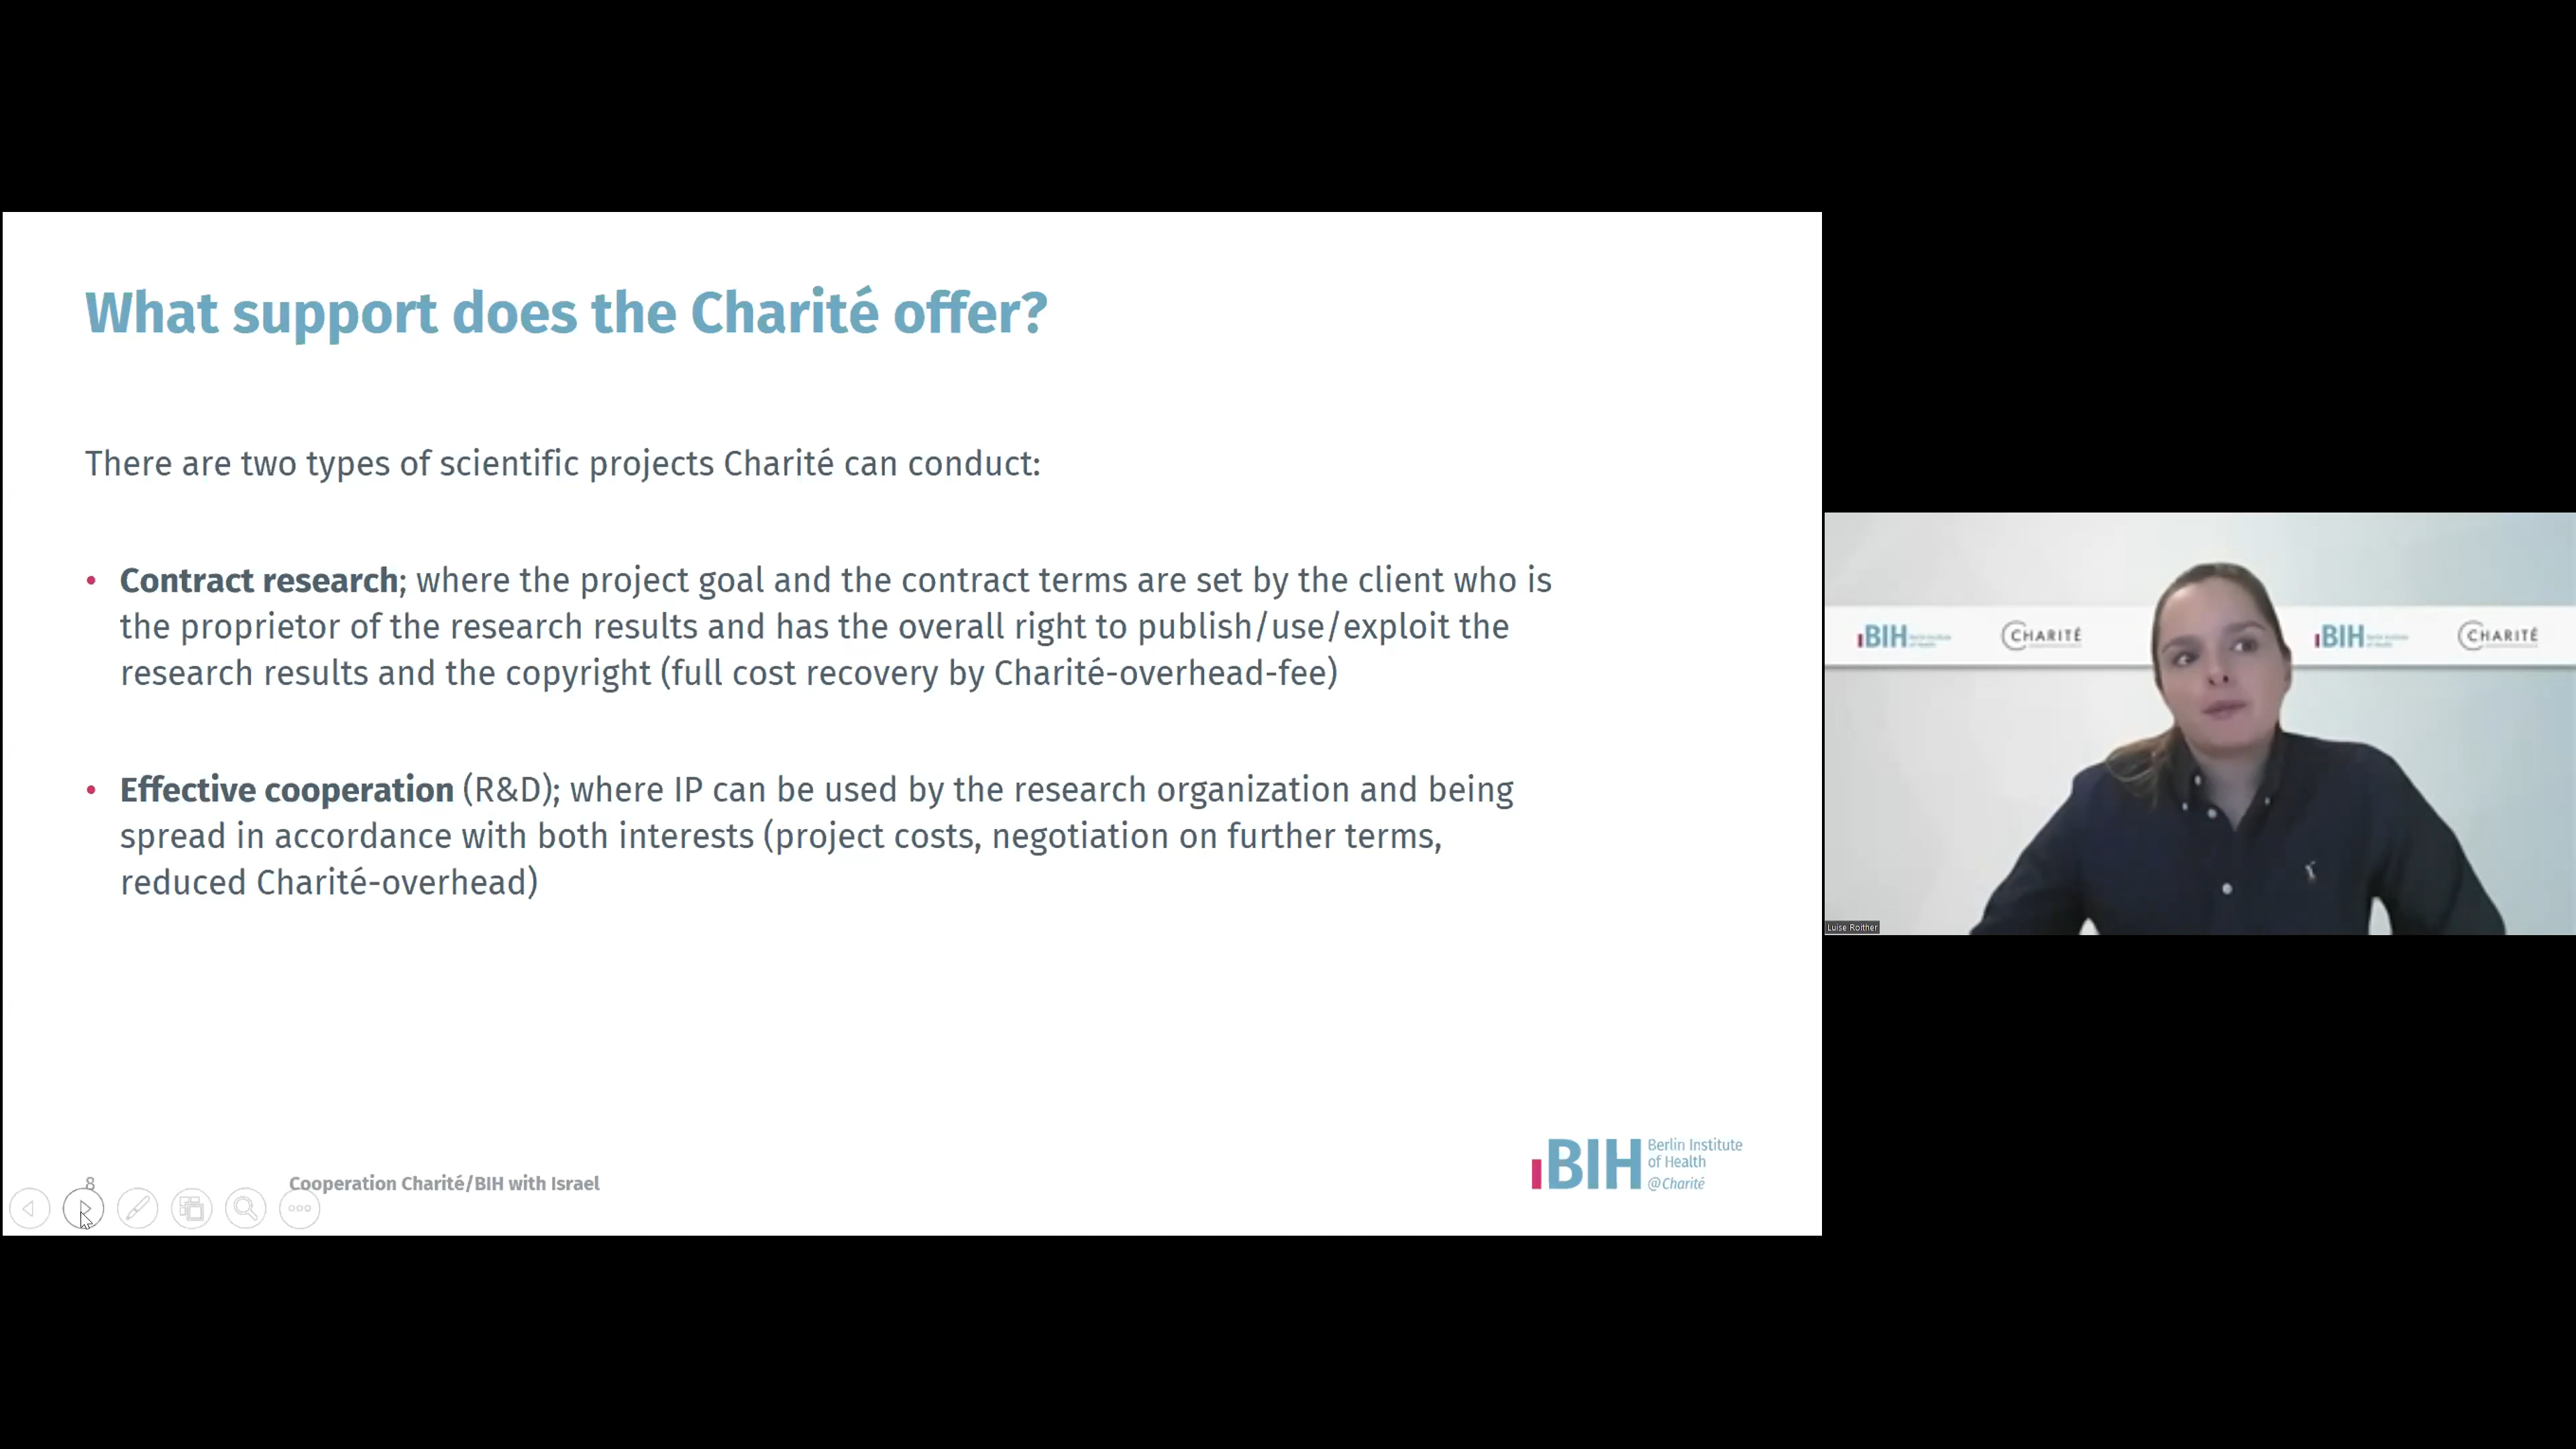 What support does the Charité offer?
There are two types of scientific projects Charité can conduct:
• Contract research; where the project goal and the contract terms are set by the client who is
the proprietor of the research results and has the overall right to publish/use/exploit the
research results and the copyright (full cost recovery by Charité-overhead-fee)
• Effective cooperation (R&D); where IP can be used by the research organization and being
spread in accordance with both interests (project costs, negotiation on further terms,
reduced Charité-overhead)
8
Cooperation Charité/BIH with Israel
BIH
Berlin Institute
of Health
@Charité
BIH
CHARITÉ
BIH
CHARITÉ
Luise Roither